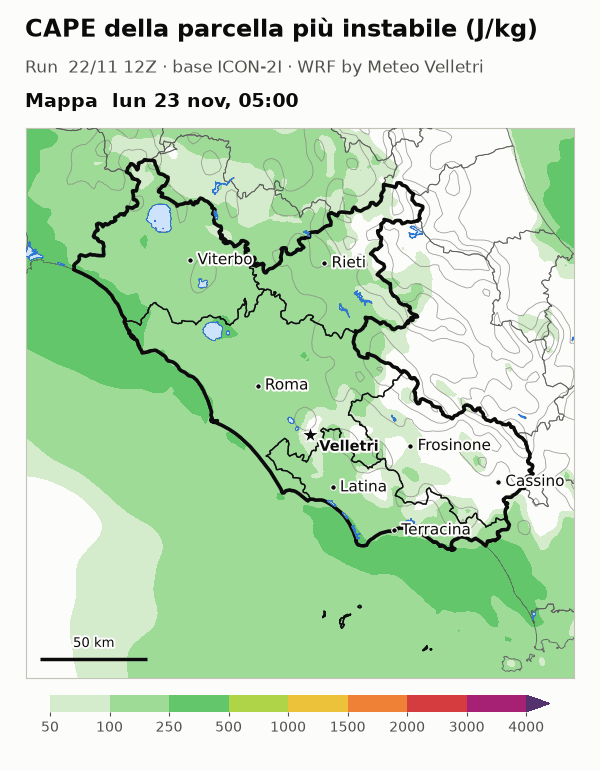 CAPE della parcella più instabile (J/kg)
Run 22/11 12Z · base ICON-2I · WRF by Meteo Velletri
Mappa lun 23 nov, 05:00
Viterbo
Rieti
Roma
Velletri
Frosinone
Latina
Cassino
Terracina
50 km
50 100 250 500 1000 1500 2000 3000 4000